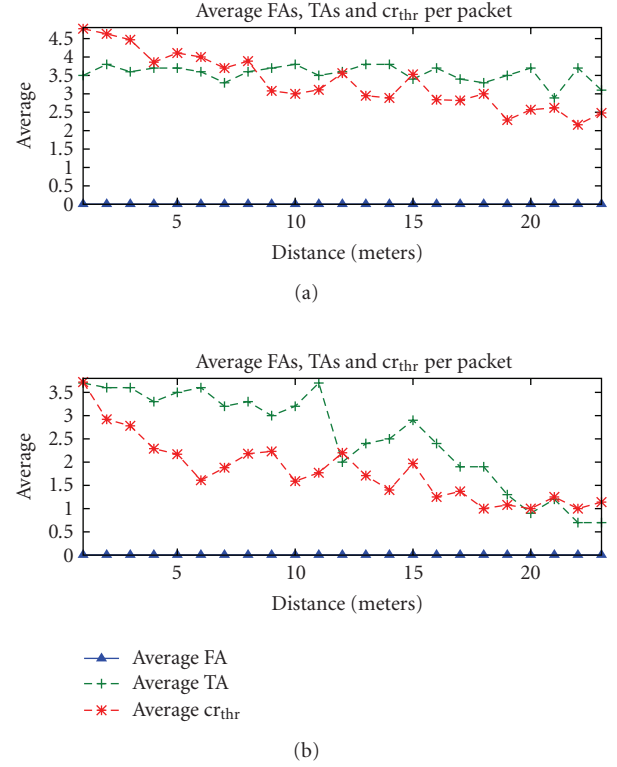 Average FAs, TAs and cr_thr per packet
4.5
4
3.5
3
2.5
2
1.5
1
0.5
0
Average
5 10 15 20
Distance (meters)
(a)
Average FAs, TAs and cr_thr per packet
3.5
3
2.5
2
1.5
1
0.5
0
Average
5 10 15 20
Distance (meters)
Average FA
Average TA
Average cr_thr
(b)